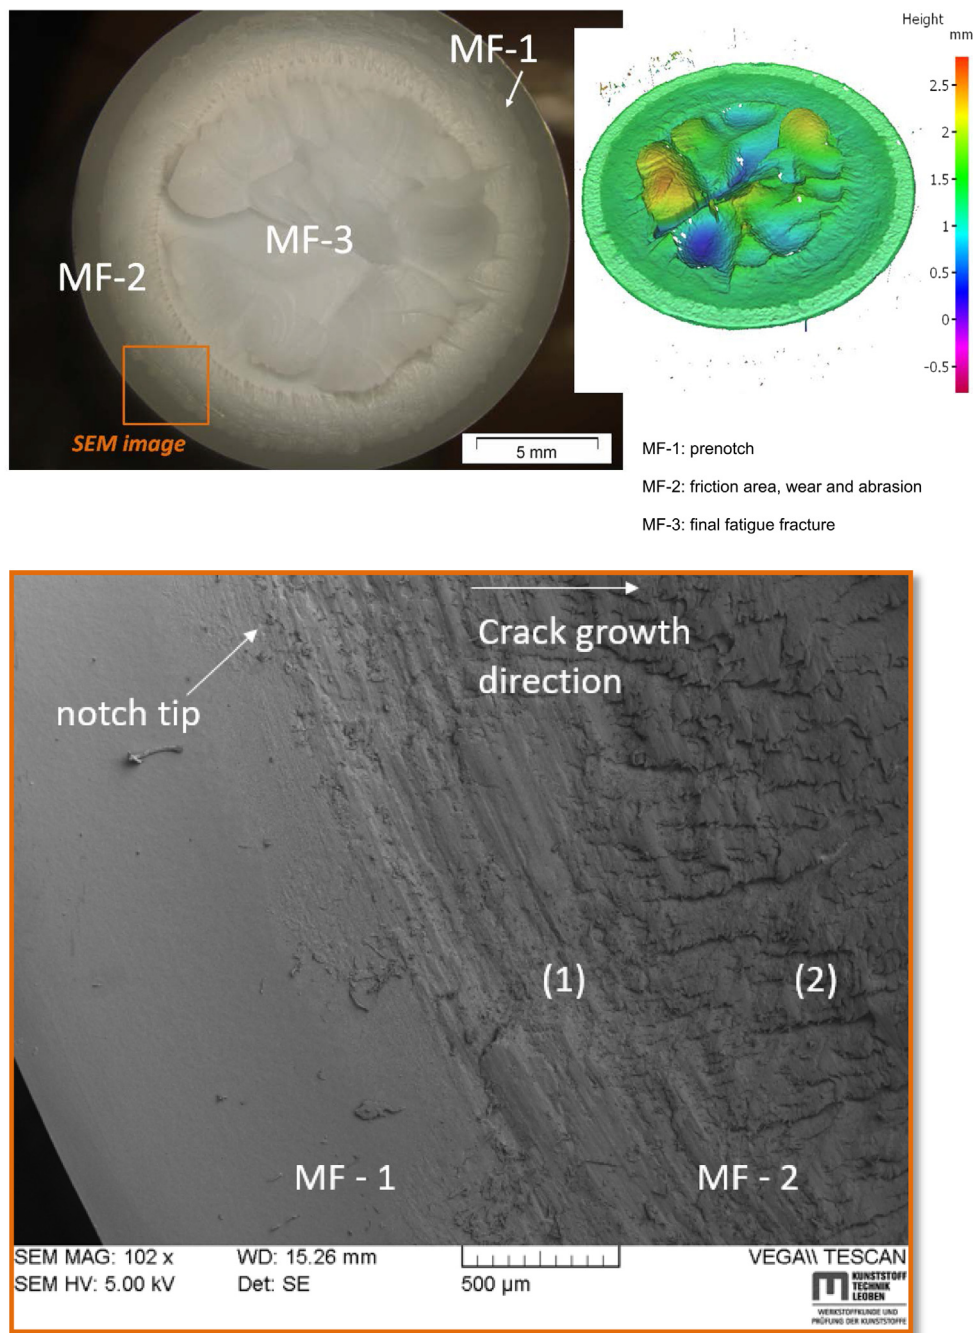 MF-1
MF-3
MF-2
SEM image
5 mm
Height
mm
2.5
2
1.5
1
0.5
0
-0.5
MF-1: prenotch
MF-2: friction area, wear and abrasion
MF-3: final fatigue fracture
Crack growth
direction
notch tip
(1)
(2)
MF - 1
MF - 2
SEM MAG: 102 x
WD: 15.26 mm
VEGA\\ TESCAN
SEM HV: 5.00 kV
Det: SE
500 µm
KUNSTSTOFF
TECHNIK
LEOBEN
WERKSTOFFKUNDE UND
PRÜFUNG DER KUNSTSTOFFE